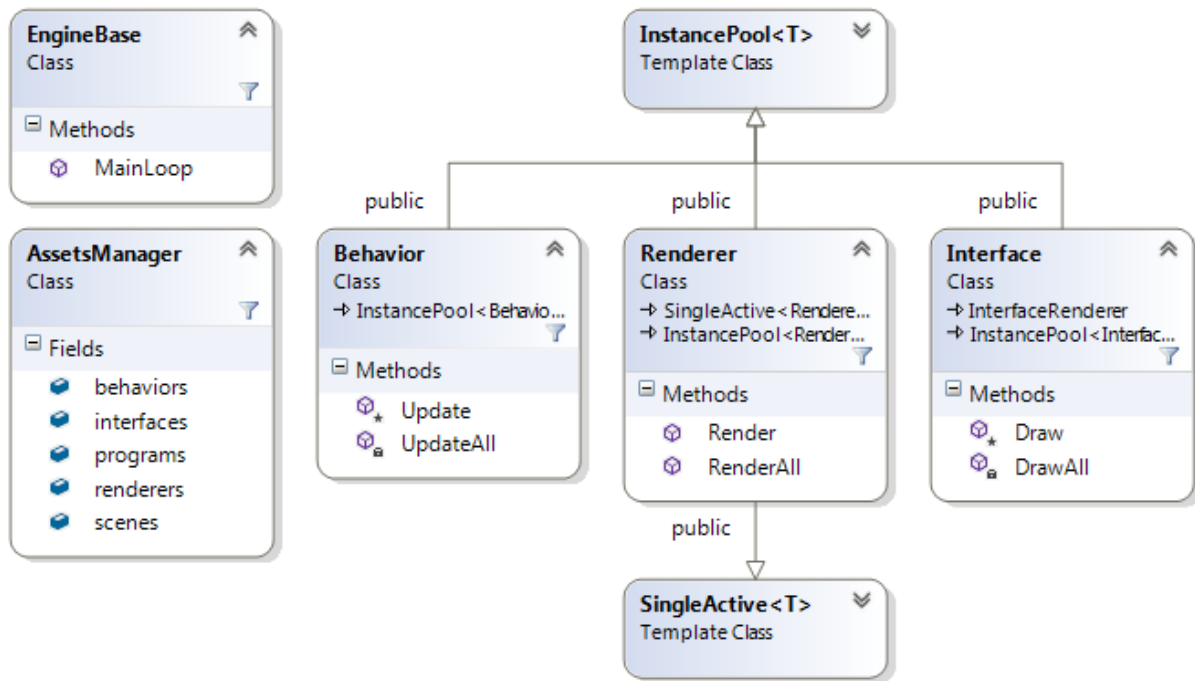 EngineBase
Class
Methods
MainLoop
InstancePool<T>
Template Class
public
public
public
AssetsManager
Class
Fields
behaviors
interfaces
programs
renderers
scenes
Behavior
Class
InstancePool<Behavio...
Methods
Update
UpdateAll
Renderer
Class
SingleActive<Rendere...
InstancePool<Render...
Methods
Render
RenderAll
Interface
Class
InterfaceRenderer
InstancePool<Interfac...
Methods
Draw
DrawAll
public
SingleActive<T>
Template Class